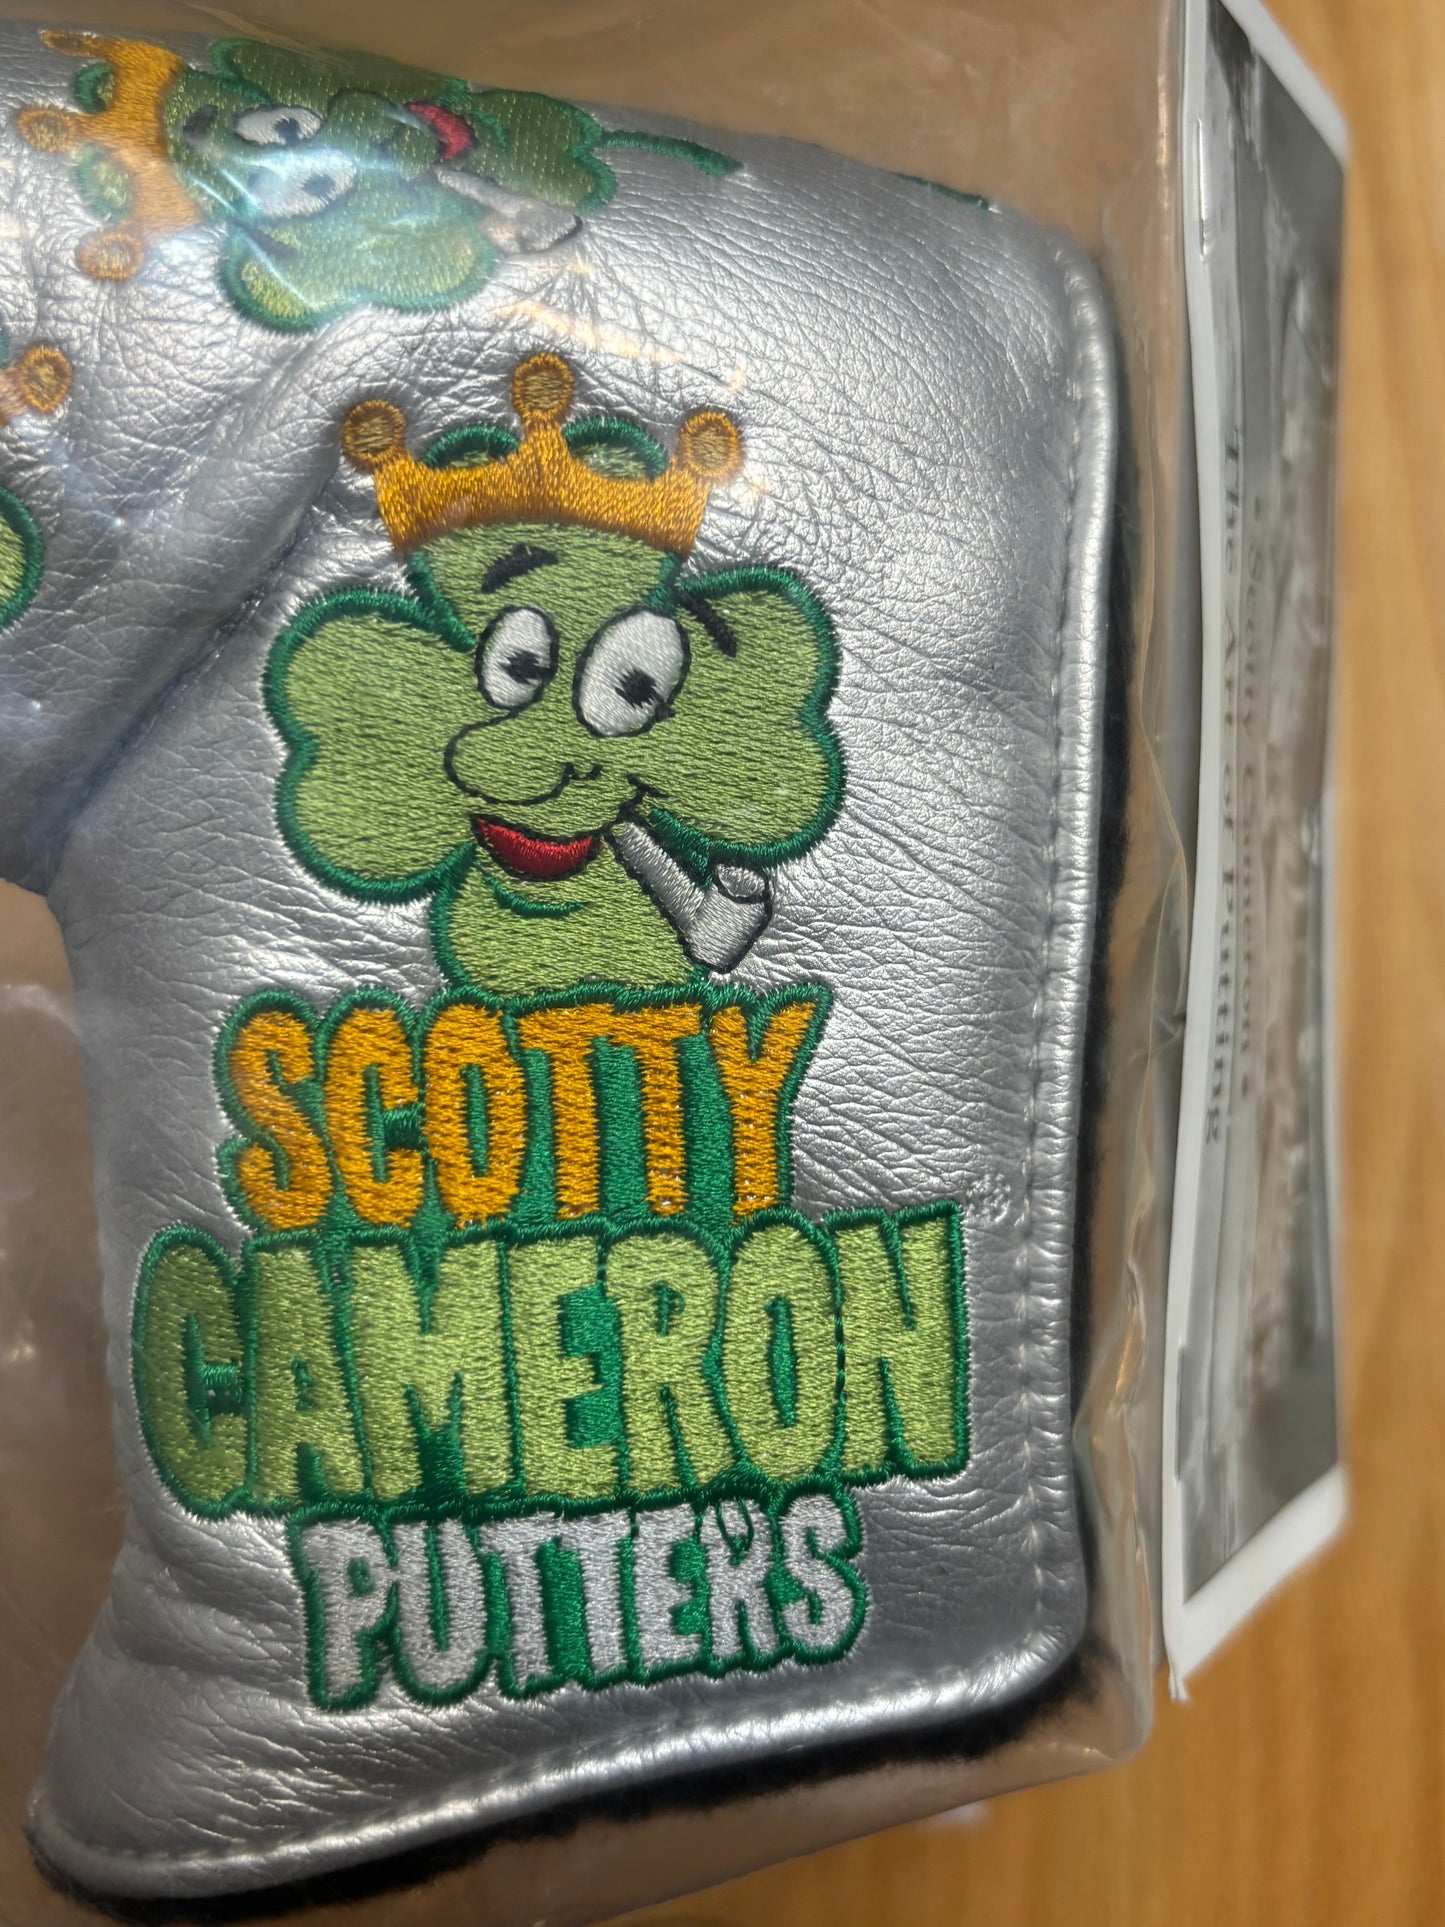 SCOTTY
CAMERON
®
PUTTERS
• Scotty Cameron •
The Art of Putting